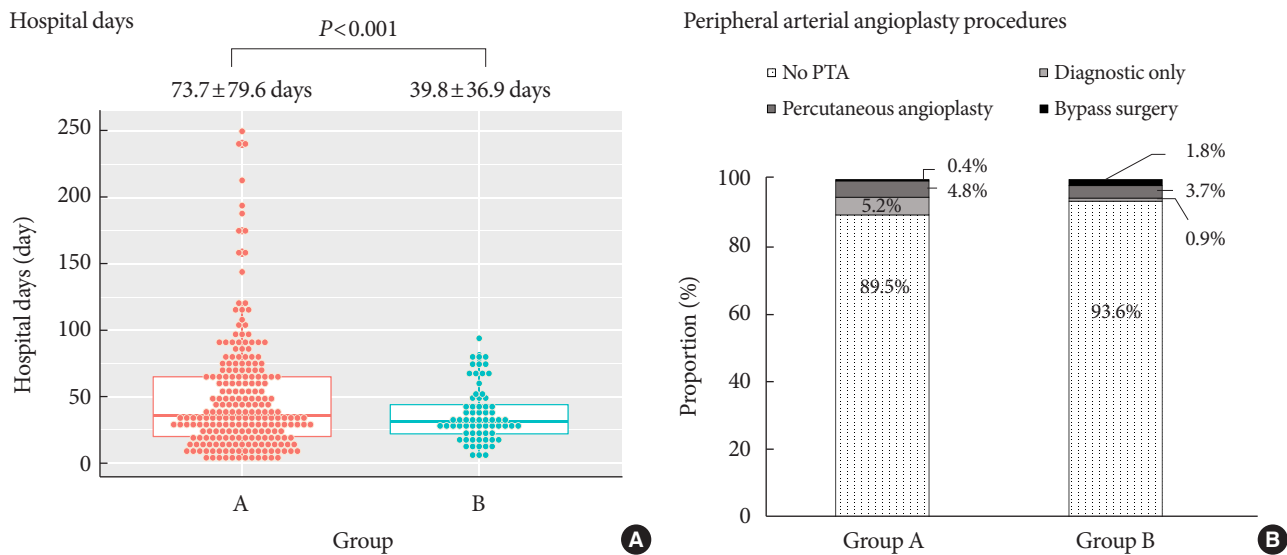 Hospital days
P<0.001
73.7±79.6 days 39.8±36.9 days
250
200
150
100
50
0
Hospital days (day)
A B
Group
A
Peripheral arterial angioplasty procedures
No PTA Diagnostic only
Percutaneous angioplasty Bypass surgery
100
80
60
40
20
0
Proportion (%)
0.4%
4.8%
5.2%
89.5%
1.8%
3.7%
0.9%
93.6%
Group A Group B
B